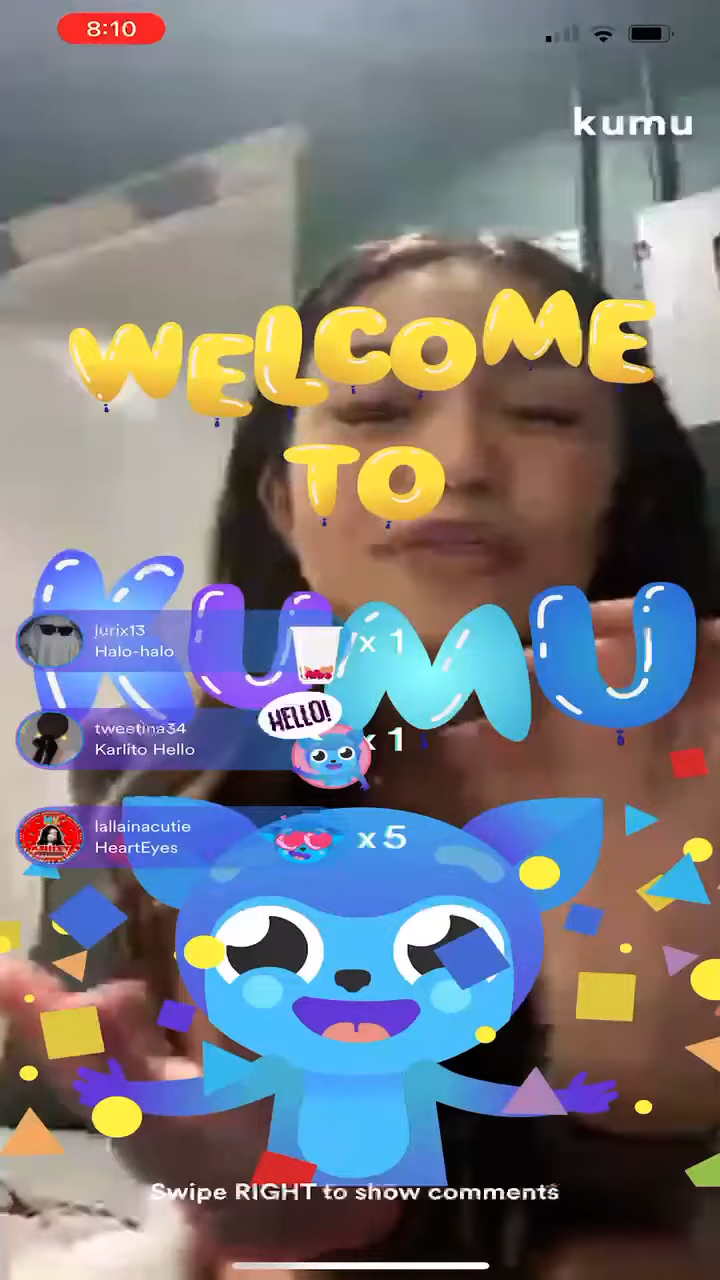 8:10
kumu
WELCOME
TO
KUMU
jurix13
Halo-halo
x 1
HELLO!
tweetina34
Karlito Hello
x 1
lallainacutie
HeartEyes
x 5
Swipe RIGHT to show comments